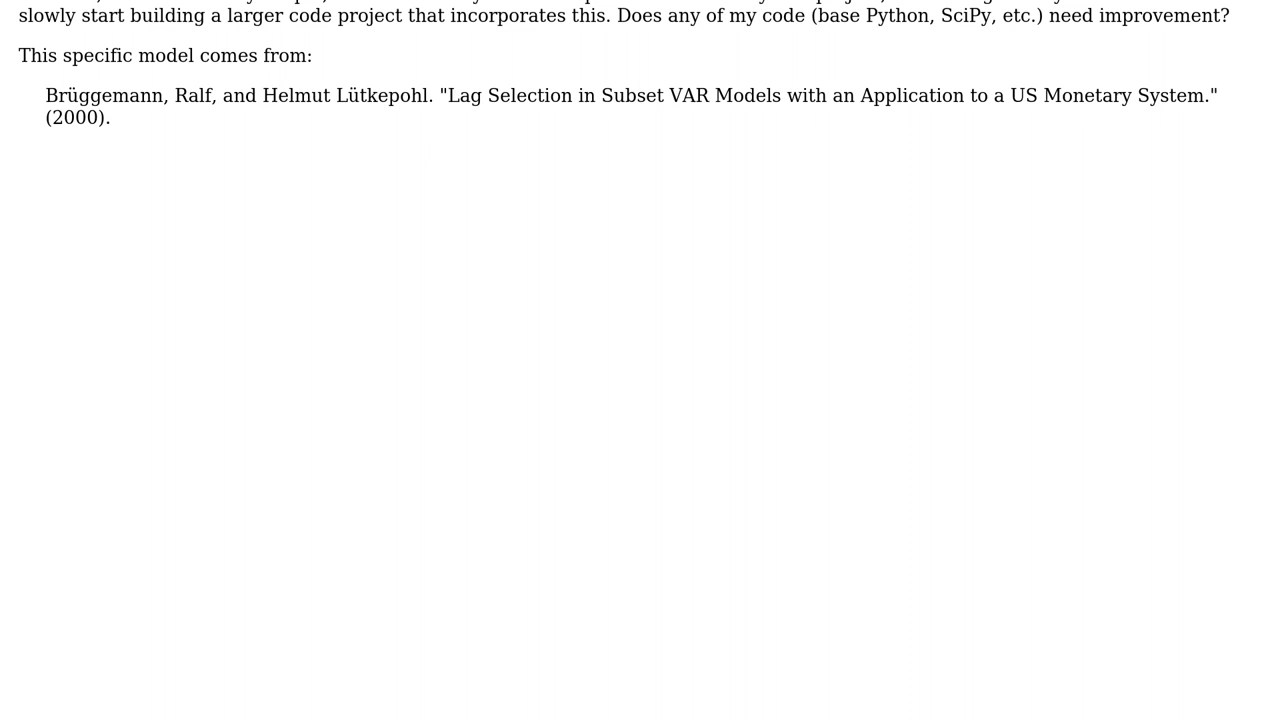 slowly start building a larger code project that incorporates this. Does any of my code (base Python, SciPy, etc.) need improvement?
This specific model comes from:
Brüggemann, Ralf, and Helmut Lütkepohl. "Lag Selection in Subset VAR Models with an Application to a US Monetary System."
(2000).